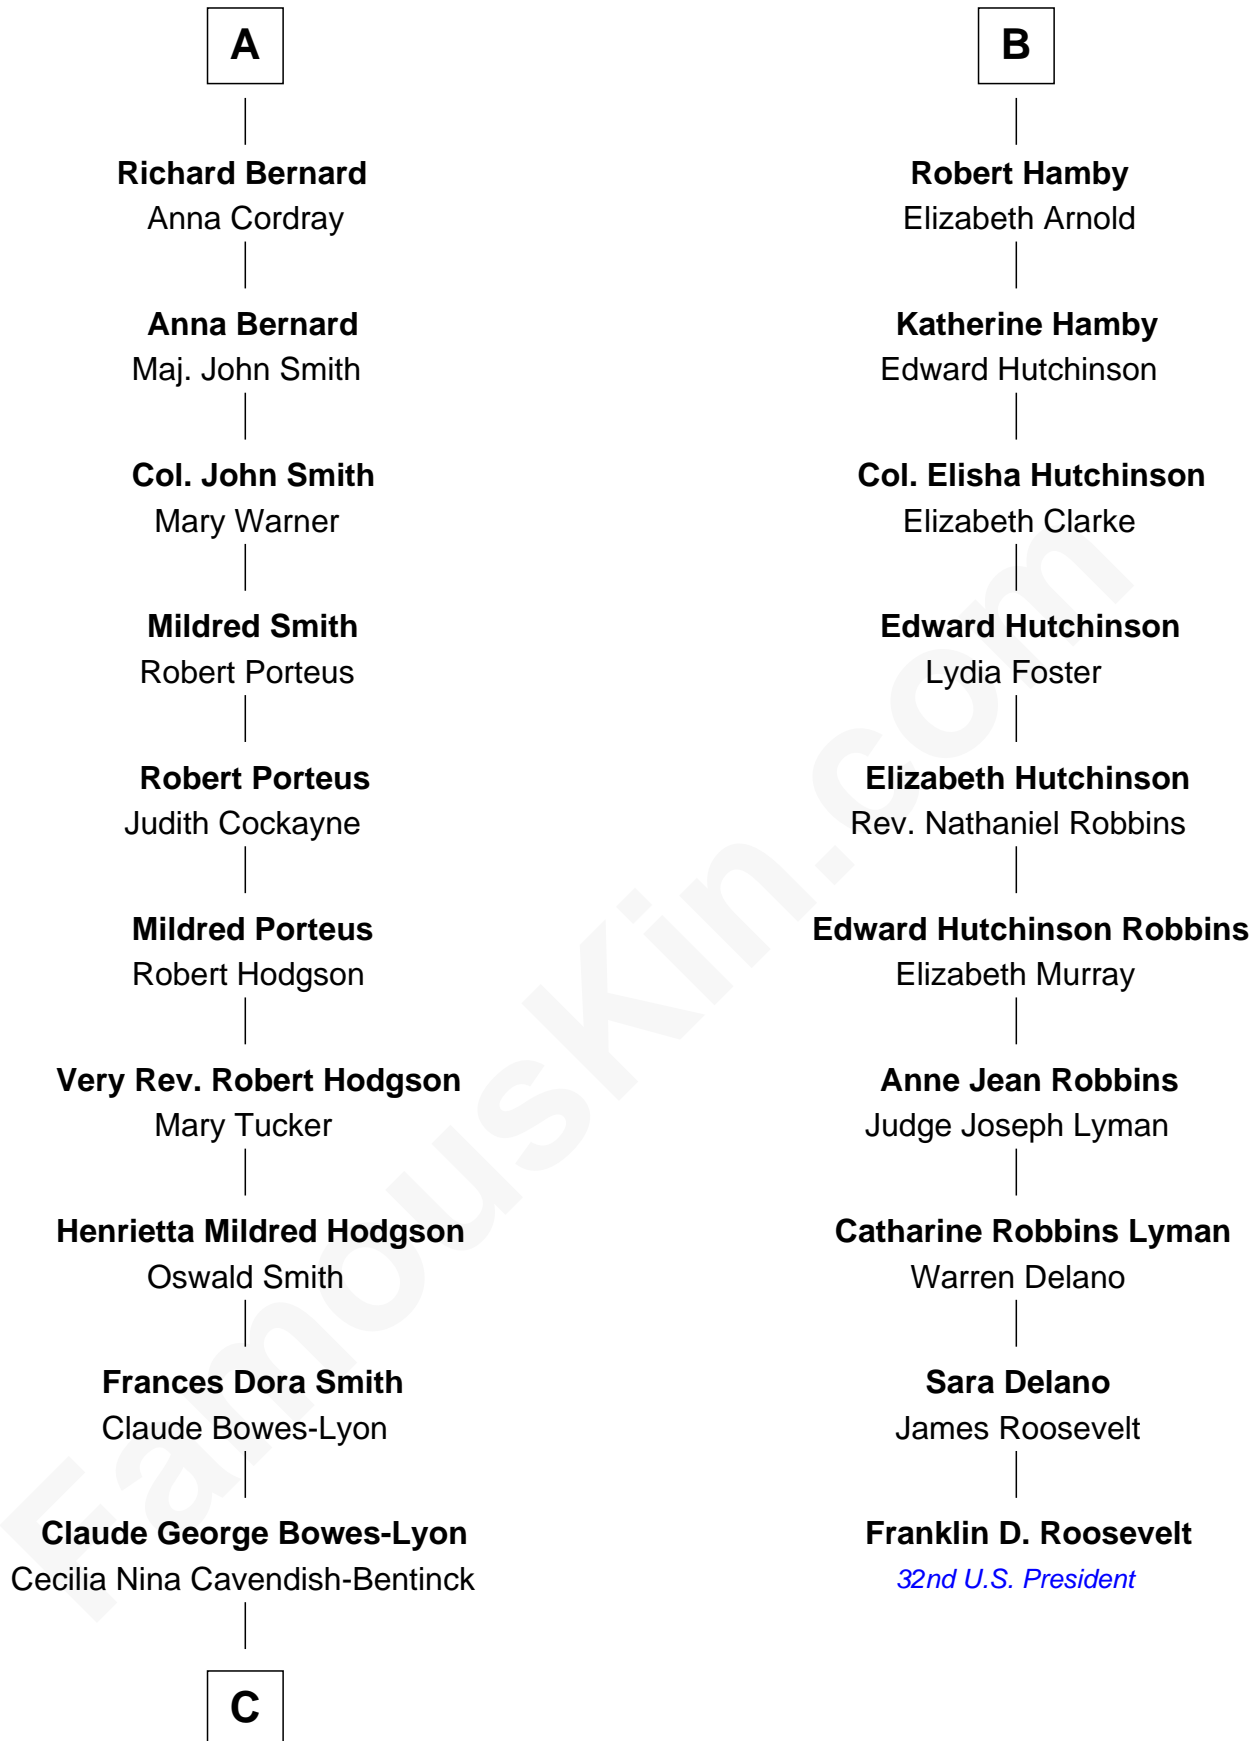 A
Richard Bernard
Anna Cordray
Anna Bernard
Maj. John Smith
Col. John Smith
Mary Warner
Mildred Smith
Robert Porteus
Robert Porteus
Judith Cockayne
Mildred Porteus
Robert Hodgson
Very Rev. Robert Hodgson
Mary Tucker
Henrietta Mildred Hodgson
Oswald Smith
Frances Dora Smith
Claude Bowes-Lyon
Claude George Bowes-Lyon
Cecilia Nina Cavendish-Bentinck
C
B
Robert Hamby
Elizabeth Arnold
Katherine Hamby
Edward Hutchinson
Col. Elisha Hutchinson
Elizabeth Clarke
Edward Hutchinson
Lydia Foster
Elizabeth Hutchinson
Rev. Nathaniel Robbins
Edward Hutchinson Robbins
Elizabeth Murray
Anne Jean Robbins
Judge Joseph Lyman
Catharine Robbins Lyman
Warren Delano
Sara Delano
James Roosevelt
Franklin D. Roosevelt
32nd U.S. President
FamousKin.com